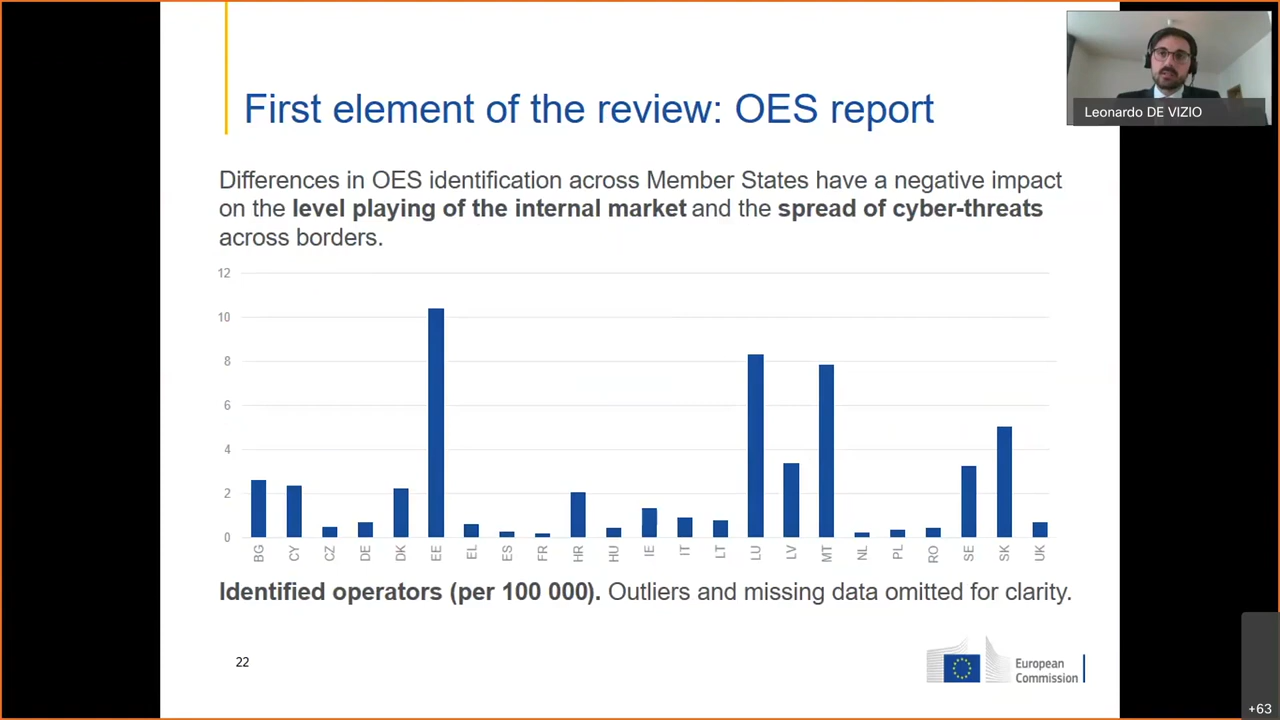 Leonardo DE VIZIO
First element of the review: OES report
Differences in OES identification across Member States have a negative impact
on the level playing of the internal market and the spread of cyber-threats
across borders.
12
10
8
6
4
2
0
BG CY CZ DE DK EE EL ES FR HR HU IE IT LT LU LV MT NL PL RO SE SK UK
Identified operators (per 100 000). Outliers and missing data omitted for clarity.
22
European
Commission
+63